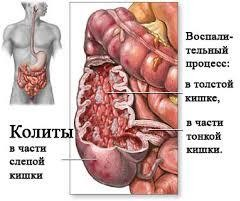 Колиты
в части
слепой
кишки
Воспали-
тельный
процесс:
в толстой
кишке,
в части
тонкой
кишки.